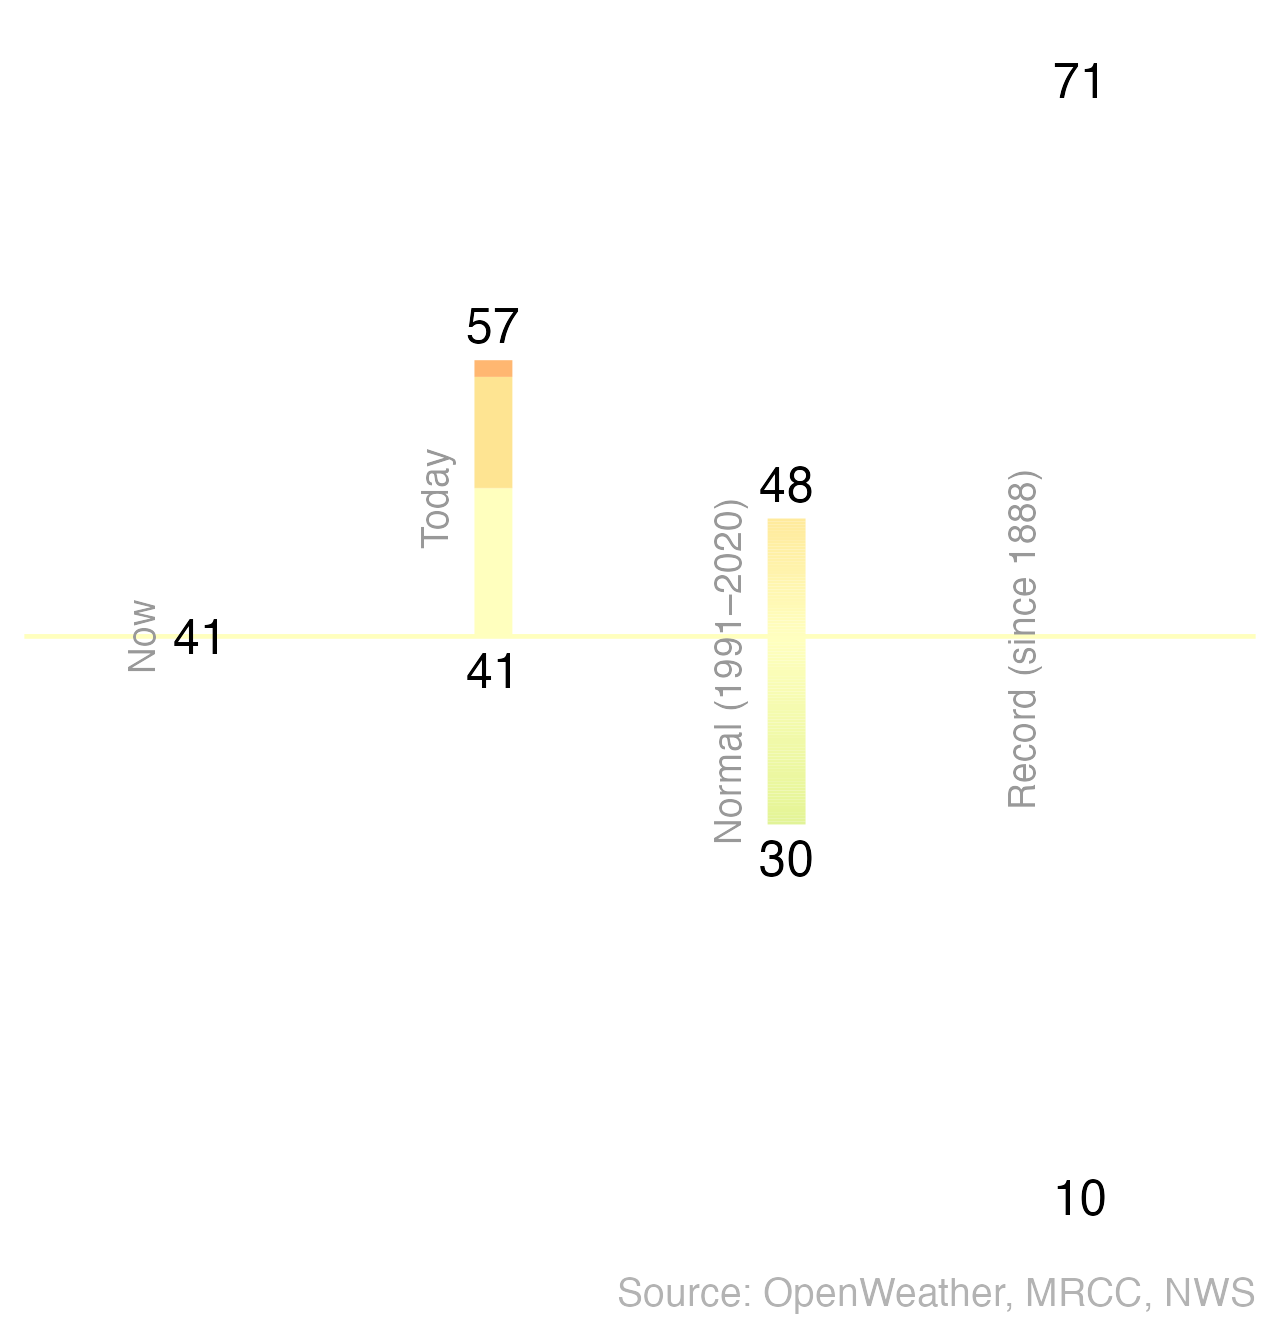 71
57
Today
48
Normal (1991–2020)
Record (since 1888)
Now
41
41
30
10
Source: OpenWeather, MRCC, NWS